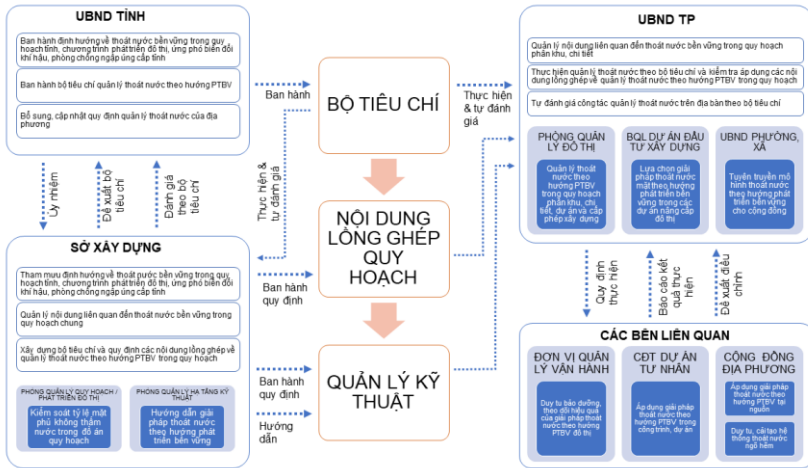 UBND TỈNH
Ban hành định hướng về thoát nước bền vững trong quy
hoạch tỉnh, chương trình phát triển đô thị, ứng phó biến đổi
khí hậu, phòng chống ngập úng cấp tỉnh
Ban hành bộ tiêu chí quản lý thoát nước theo hướng PTBV
Bổ sung, cập nhật quy định quản lý thoát nước của địa
phương
Ủy nhiệm
Đề xuất bộ
tiêu chí
Đánh giá
theo bộ
tiêu chí
SỞ XÂY DỰNG
Tham mưu định hướng về thoát nước bền vững trong quy
hoạch tỉnh, chương trình phát triển đô thị, ứng phó biến đổi
khí hậu, phòng chống ngập úng cấp tỉnh
Quản lý nội dung liên quan đến thoát nước bền vững trong
quy hoạch chung
Xây dựng bộ tiêu chí và quy định các nội dung lồng ghép về
quản lý thoát nước theo hướng PTBV trong quy hoạch
PHÒNG QUẢN LÝ QUY HOẠCH /
PHÁT TRIỂN ĐÔ THỊ
Kiểm soát tỷ lệ mặt
phủ không thấm
nước trong đồ án
quy hoạch
PHÒNG QUẢN LÝ HẠ TẦNG KỸ
THUẬT
Hướng dẫn giải
pháp thoát nước
theo hướng phát
triển bền vững
Ban hành
Thực hiện &
tự đánh giá
Ban hành
quy định
Ban hành
quy định
Hướng
dẫn
BỘ TIÊU CHÍ
NỘI DUNG
LỒNG GHÉP
QUY
HOẠCH
QUẢN LÝ KỸ
THUẬT
Thực hiện
& tự đánh
giá
UBND TP
Quản lý nội dung liên quan đến thoát nước bền vững trong quy hoạch
phân khu, chi tiết
Thực hiện quản lý thoát nước theo bộ tiêu chí và kiểm tra áp dụng các nội
dung lồng ghép về quản lý thoát nước theo hướng PTBV trong quy hoạch
Tự đánh giá công tác quản lý thoát nước trên địa bàn theo bộ tiêu chí
PHÒNG QUẢN
LÝ ĐÔ THỊ
Quản lý thoát
nước theo
hướng PTBV
trong quy hoạch
phân khu, chi
tiết, dự án và
cấp phép xây
dựng
BQL DỰ ÁN ĐẦU
TƯ XÂY DỰNG
Lựa chọn giải
pháp thoát nước
mặt theo hướng
phát triển bền
vững trong các
dự án nâng cấp
đô thị
UBND PHƯỜNG,
XÃ
Tuyên truyền mô
hình thoát nước
theo hướng phát
triển bền vững
cho cộng đồng
Quy định
thực hiện
Báo cáo kết
quả thực
hiện
Đề xuất điều
chỉnh
CÁC BÊN LIÊN QUAN
ĐƠN VỊ QUẢN
LÝ VẬN HÀNH
Duy tu bảo dưỡng,
theo dõi hiệu quả
của giải pháp thoát
nước theo hướng
PTBV đô thị
CĐT DỰ ÁN
TƯ NHÂN
Áp dụng giải pháp
thoát nước theo
hướng PTBV trong
công trình, dự án
CỘNG ĐỒNG
ĐỊA PHƯƠNG
Áp dụng giải pháp
thoát nước theo
hướng PTBV tại
nguồn
Duy tu, cải tạo hệ
thống thoát nước
ngõ hẻm